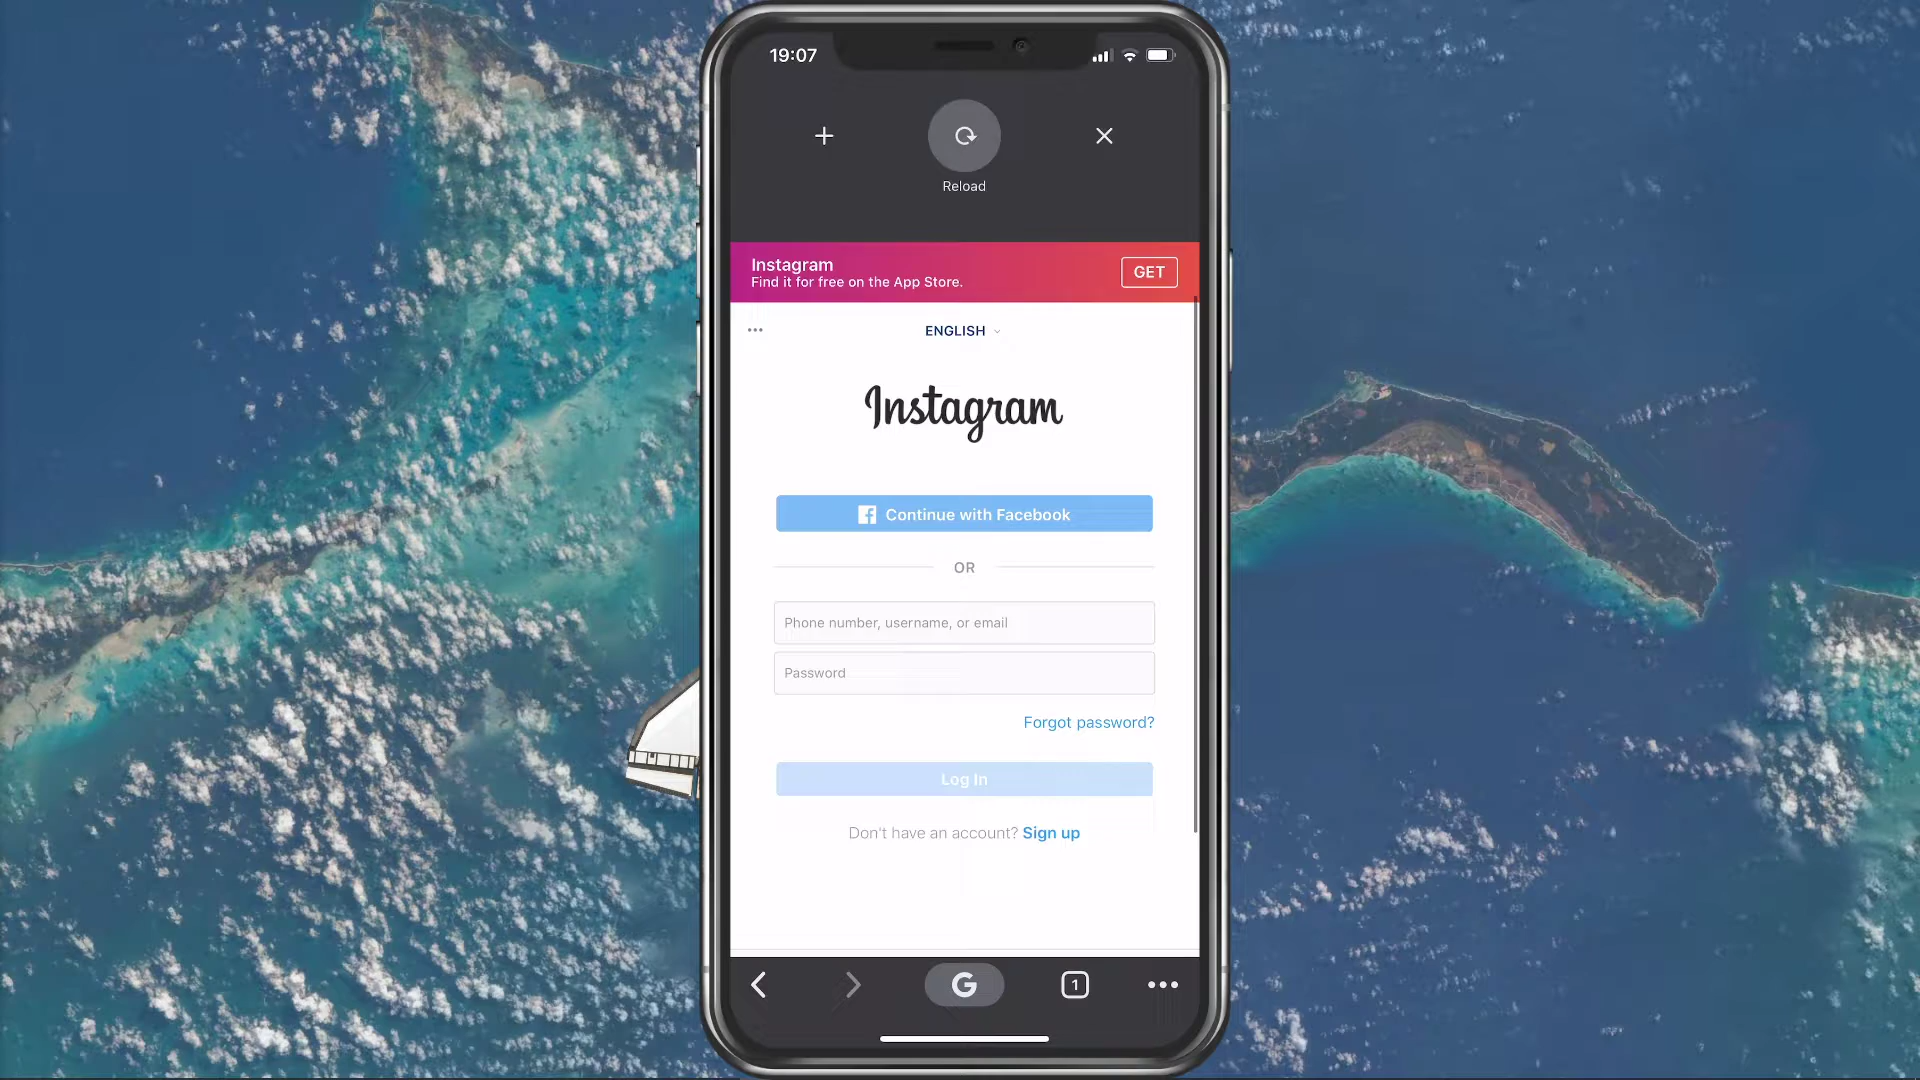 19:07
Reload
Instagram
Find it for free on the App Store.
GET
ENGLISH
Instagram
Continue with Facebook
OR
Phone number, username, or email
Password
Forgot password?
Log In
Don't have an account? Sign up
G
1